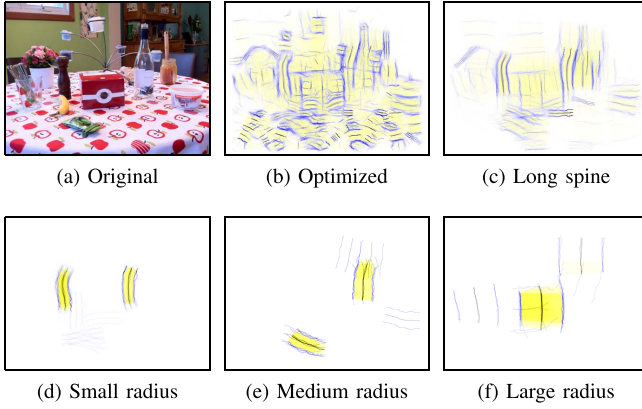 (a) Original
(b) Optimized
(c) Long spine
(d) Small radius
(e) Medium radius
(f) Large radius